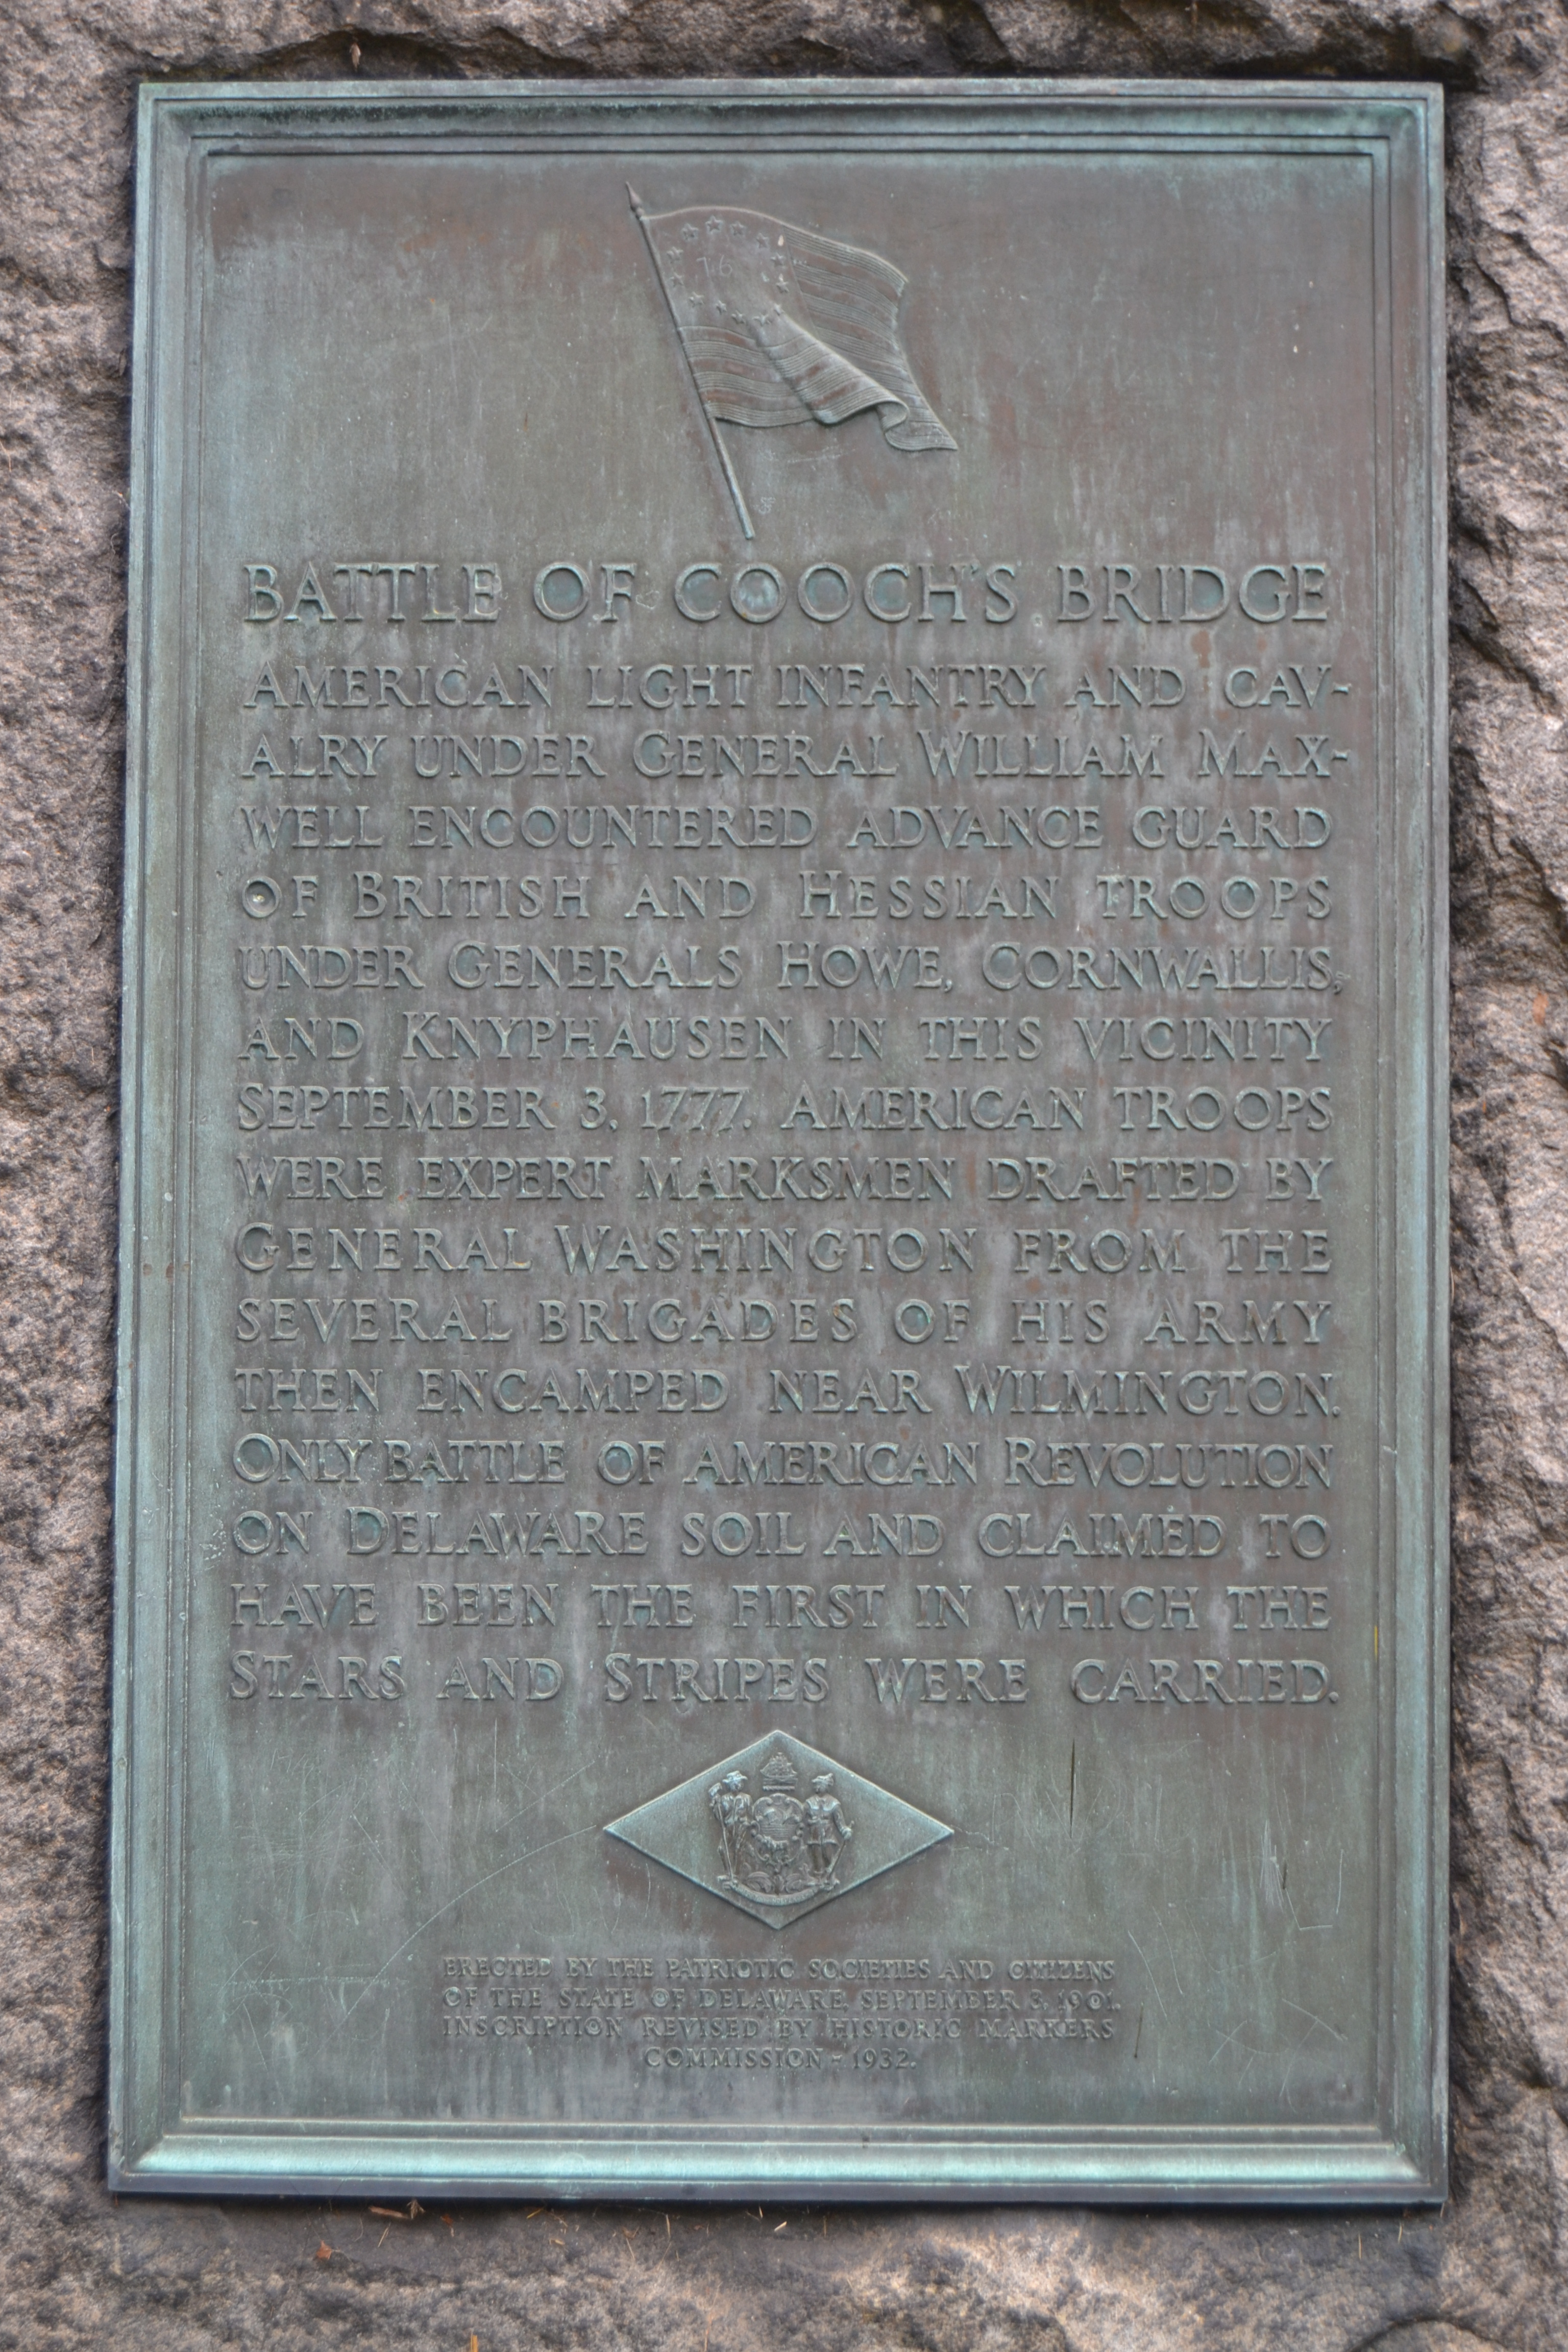 76
BATTLE OF COOCH'S BRIDGE
AMERICAN LIGHT INFANTRY AND CAV-
ALRY UNDER GENERAL WILLIAM MAX-
WELL ENCOUNTERED ADVANCE GUARD
OF BRITISH AND HESSIAN TROOPS
UNDER GENERALS HOWE, CORNWALLIS,
AND KNYPHAUSEN IN THIS VICINITY
SEPTEMBER 3, 1777. AMERICAN TROOPS
WERE EXPERT MARKSMEN DRAFTED BY
GENERAL WASHINGTON FROM THE
SEVERAL BRIGADES OF HIS ARMY
THEN ENCAMPED NEAR WILMINGTON.
ONLY BATTLE OF AMERICAN REVOLUTION
ON DELAWARE SOIL AND CLAIMED TO
HAVE BEEN THE FIRST IN WHICH THE
STARS AND STRIPES WERE CARRIED.
ERECTED BY THE PATRIOTIC SOCIETIES AND CITIZENS
OF THE STATE OF DELAWARE, SEPTEMBER 3, 1901.
INSCRIPTION REVISED BY HISTORIC MARKERS
COMMISSION - 1932.